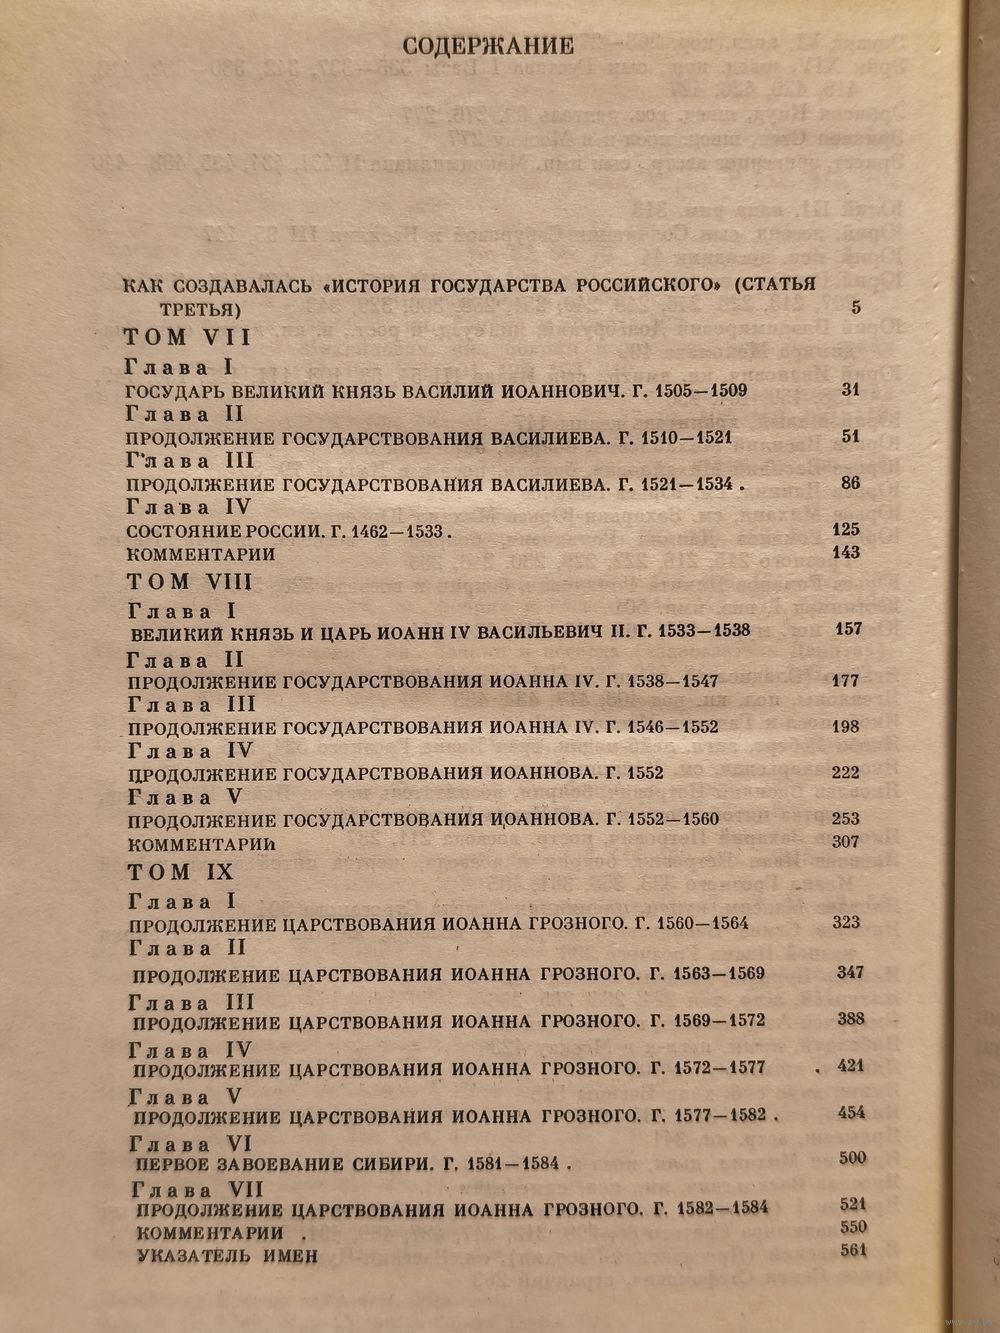 СОДЕРЖАНИЕ
КАК СОЗДАВАЛАСЬ «ИСТОРИЯ ГОСУДАРСТВА РОССИЙСКОГО» (СТАТЬЯ
ТРЕТЬЯ) 5
ТОМ VII
Глава I
ГОСУДАРЬ ВЕЛИКИЙ КНЯЗЬ ВАСИЛИЙ ИОАННОВИЧ. Г. 1505—1509 31
Глава II
ПРОДОЛЖЕНИЕ ГОСУДАРСТВОВАНИЯ ВАСИЛИЕВА. Г. 1510—1521 51
Глава III
ПРОДОЛЖЕНИЕ ГОСУДАРСТВОВАНИЯ ВАСИЛИЕВА. Г. 1521—1534 . 86
Глава IV
СОСТОЯНИЕ РОССИИ. Г. 1462—1533 . 125
КОММЕНТАРИИ 143
ТОМ VIII
Глава I
ВЕЛИКИЙ КНЯЗЬ И ЦАРЬ ИОАНН IV ВАСИЛЬЕВИЧ II. Г. 1533—1538 157
Глава II
ПРОДОЛЖЕНИЕ ГОСУДАРСТВОВАНИЯ ИОАННА IV. Г. 1538—1547 177
Глава III
ПРОДОЛЖЕНИЕ ГОСУДАРСТВОВАНИЯ ИОАННА IV. Г. 1546—1552 198
Глава IV
ПРОДОЛЖЕНИЕ ГОСУДАРСТВОВАНИЯ ИОАННОВА. Г. 1552 222
Глава V
ПРОДОЛЖЕНИЕ ГОСУДАРСТВОВАНИЯ ИОАННОВА. Г. 1552—1560 253
КОММЕНТАРИИ 307
ТОМ IX
Глава I
ПРОДОЛЖЕНИЕ ЦАРСТВОВАНИЯ ИОАННА ГРОЗНОГО. Г. 1560—1564 323
Глава II
ПРОДОЛЖЕНИЕ ЦАРСТВОВАНИЯ ИОАННА ГРОЗНОГО. Г. 1563—1569 347
Глава III
ПРОДОЛЖЕНИЕ ЦАРСТВОВАНИЯ ИОАННА ГРОЗНОГО. Г. 1569—1572 388
Глава IV
ПРОДОЛЖЕНИЕ ЦАРСТВОВАНИЯ ИОАННА ГРОЗНОГО. Г. 1572—1577 . 421
Глава V
ПРОДОЛЖЕНИЕ ЦАРСТВОВАНИЯ ИОАННА ГРОЗНОГО. Г. 1577—1582 . 454
Глава VI
ПЕРВОЕ ЗАВОЕВАНИЕ СИБИРИ. Г. 1581—1584 . 500
Глава VII
ПРОДОЛЖЕНИЕ ЦАРСТВОВАНИЯ ИОАННА ГРОЗНОГО. Г. 1582—1584 521
КОММЕНТАРИИ . 550
УКАЗАТЕЛЬ ИМЕН 561